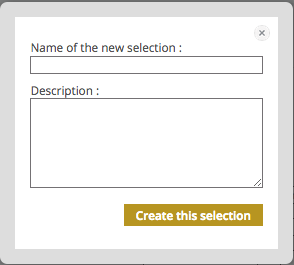 Name of the new selection :
Description :
Create this selection